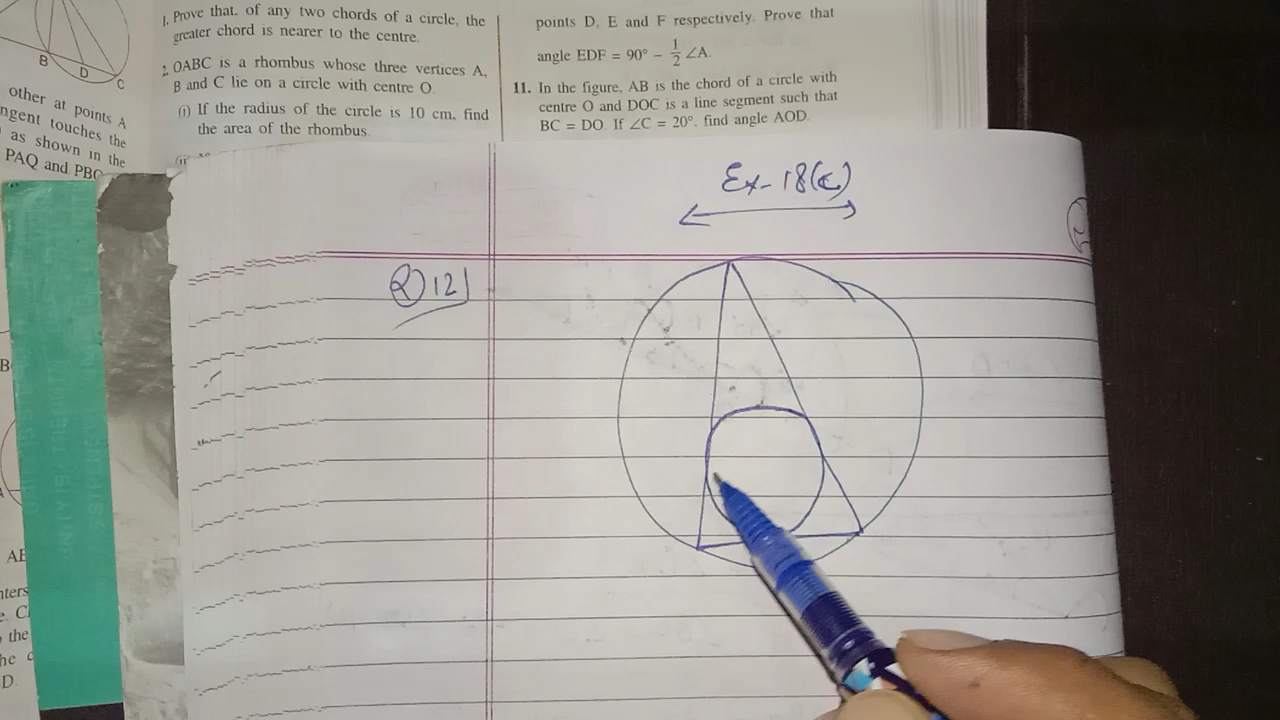 B
D
C
other at points A
ngent touches the
as shown in the
PAQ and PBC
1. Prove that, of any two chords of a circle, the
greater chord is nearer to the centre.
2. OABC is a rhombus whose three vertices A,
B and C lie on a circle with centre O.
(i) If the radius of the circle is 10 cm, find
the area of the rhombus.
points D, E and F respectively. Prove that
angle EDF = 90° – 1/2 ∠A.
11. In the figure, AB is the chord of a circle with
centre O and DOC is a line segment such that
BC = DO. If ∠C = 20°, find angle AOD.
Ex-18(C)
Q)12
B
A
AE
nters
e. C
the
he
D.